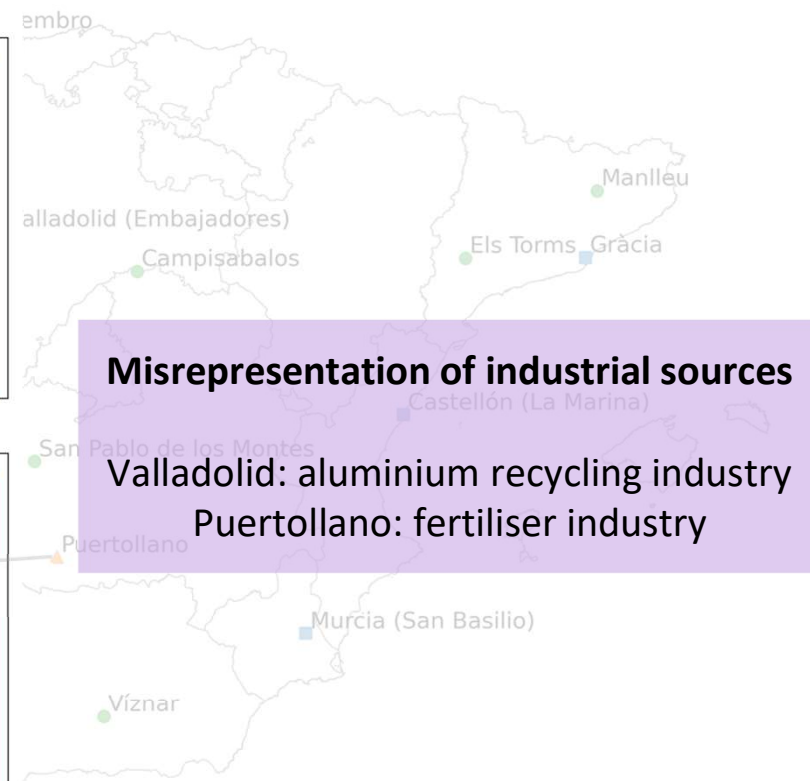 embro
Manlleu
alladolid (Embajadores)
Els Torms Gràcia
Campisabalos
Misrepresentation of industrial sources
Castellón (La Marina)
San Pablo de los Montes
Valladolid: aluminium recycling industry
Puertollano: fertiliser industry
Puertollano
Murcia (San Basilio)
Víznar